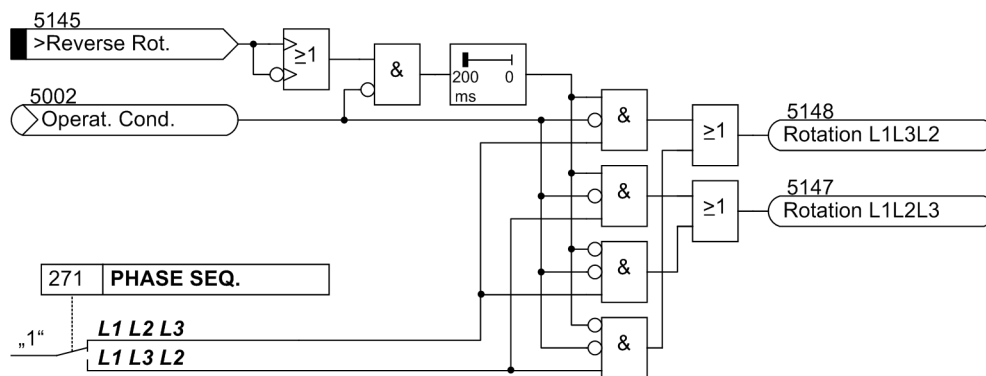 5145
>Reverse Rot.
≥1
&
200 0
ms
5002
Operat. Cond.
&
≥1
5148
Rotation L1L3L2
&
≥1
5147
Rotation L1L2L3
&
271 PHASE SEQ.
„1“
L1 L2 L3
L1 L3 L2
&